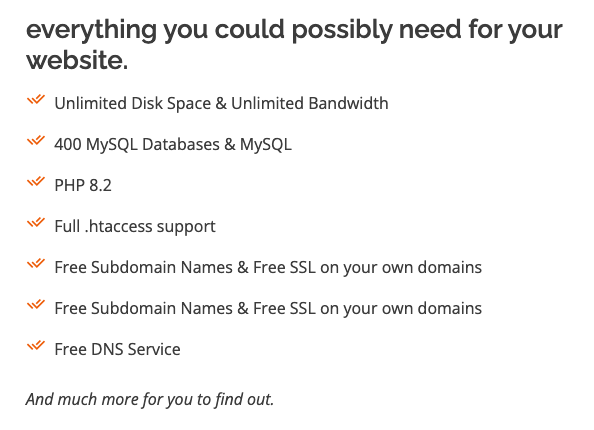 everything you could possibly need for your
website.
Unlimited Disk Space & Unlimited Bandwidth
400 MySQL Databases & MySQL
PHP 8.2
Full .htaccess support
Free Subdomain Names & Free SSL on your own domains
Free Subdomain Names & Free SSL on your own domains
Free DNS Service
And much more for you to find out.